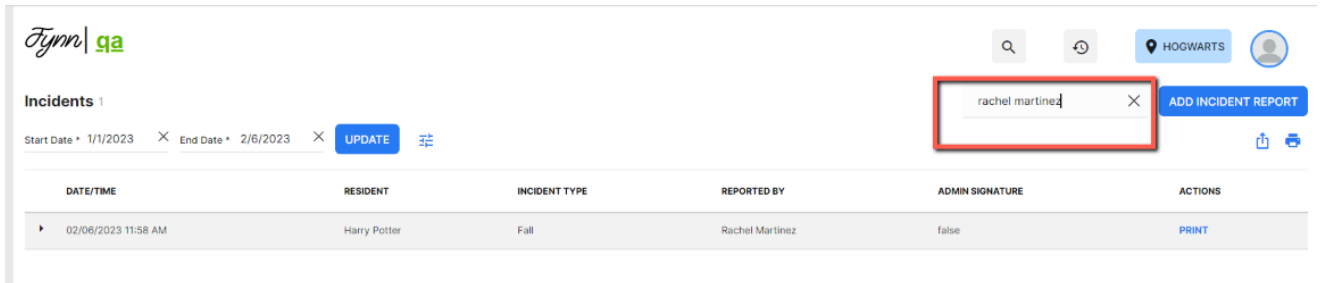 Fynn| qa
HOGWARTS
Incidents 1
rachel martinez
ADD INCIDENT REPORT
Start Date * 1/1/2023 End Date * 2/6/2023 UPDATE
DATE/TIME RESIDENT INCIDENT TYPE REPORTED BY ADMIN SIGNATURE ACTIONS
02/06/2023 11:58 AM Harry Potter Fall Rachel Martinez false PRINT